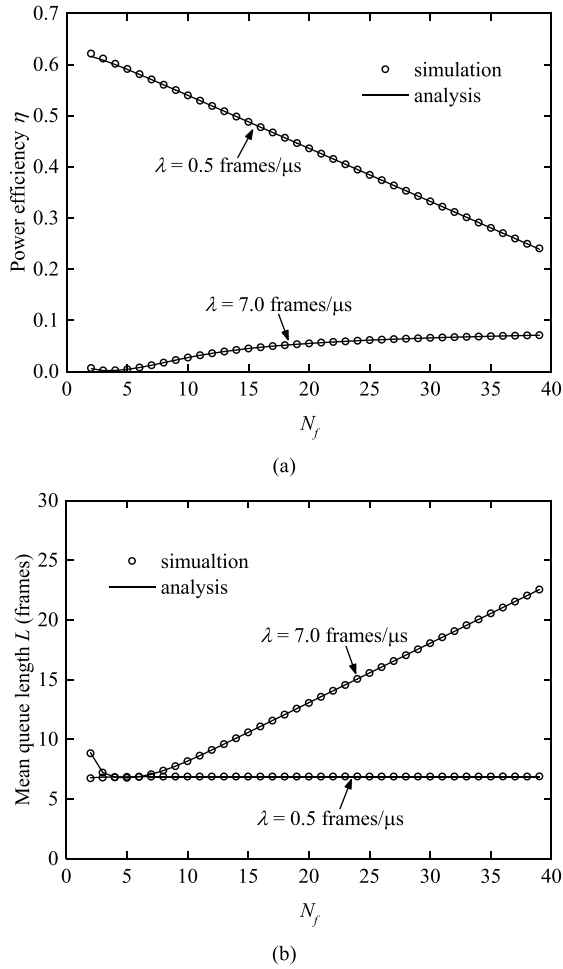 0.7
0.6
0.5
0.4
0.3
0.2
0.1
0.0
Power efficiency η
simulation
analysis
λ = 0.5 frames/μs
λ = 7.0 frames/μs
0 5 10 15 20 25 30 35 40
N_f
(a)
30
25
20
15
10
5
0
Mean queue length L (frames)
simualtion
analysis
λ = 7.0 frames/μs
λ = 0.5 frames/μs
0 5 10 15 20 25 30 35 40
N_f
(b)